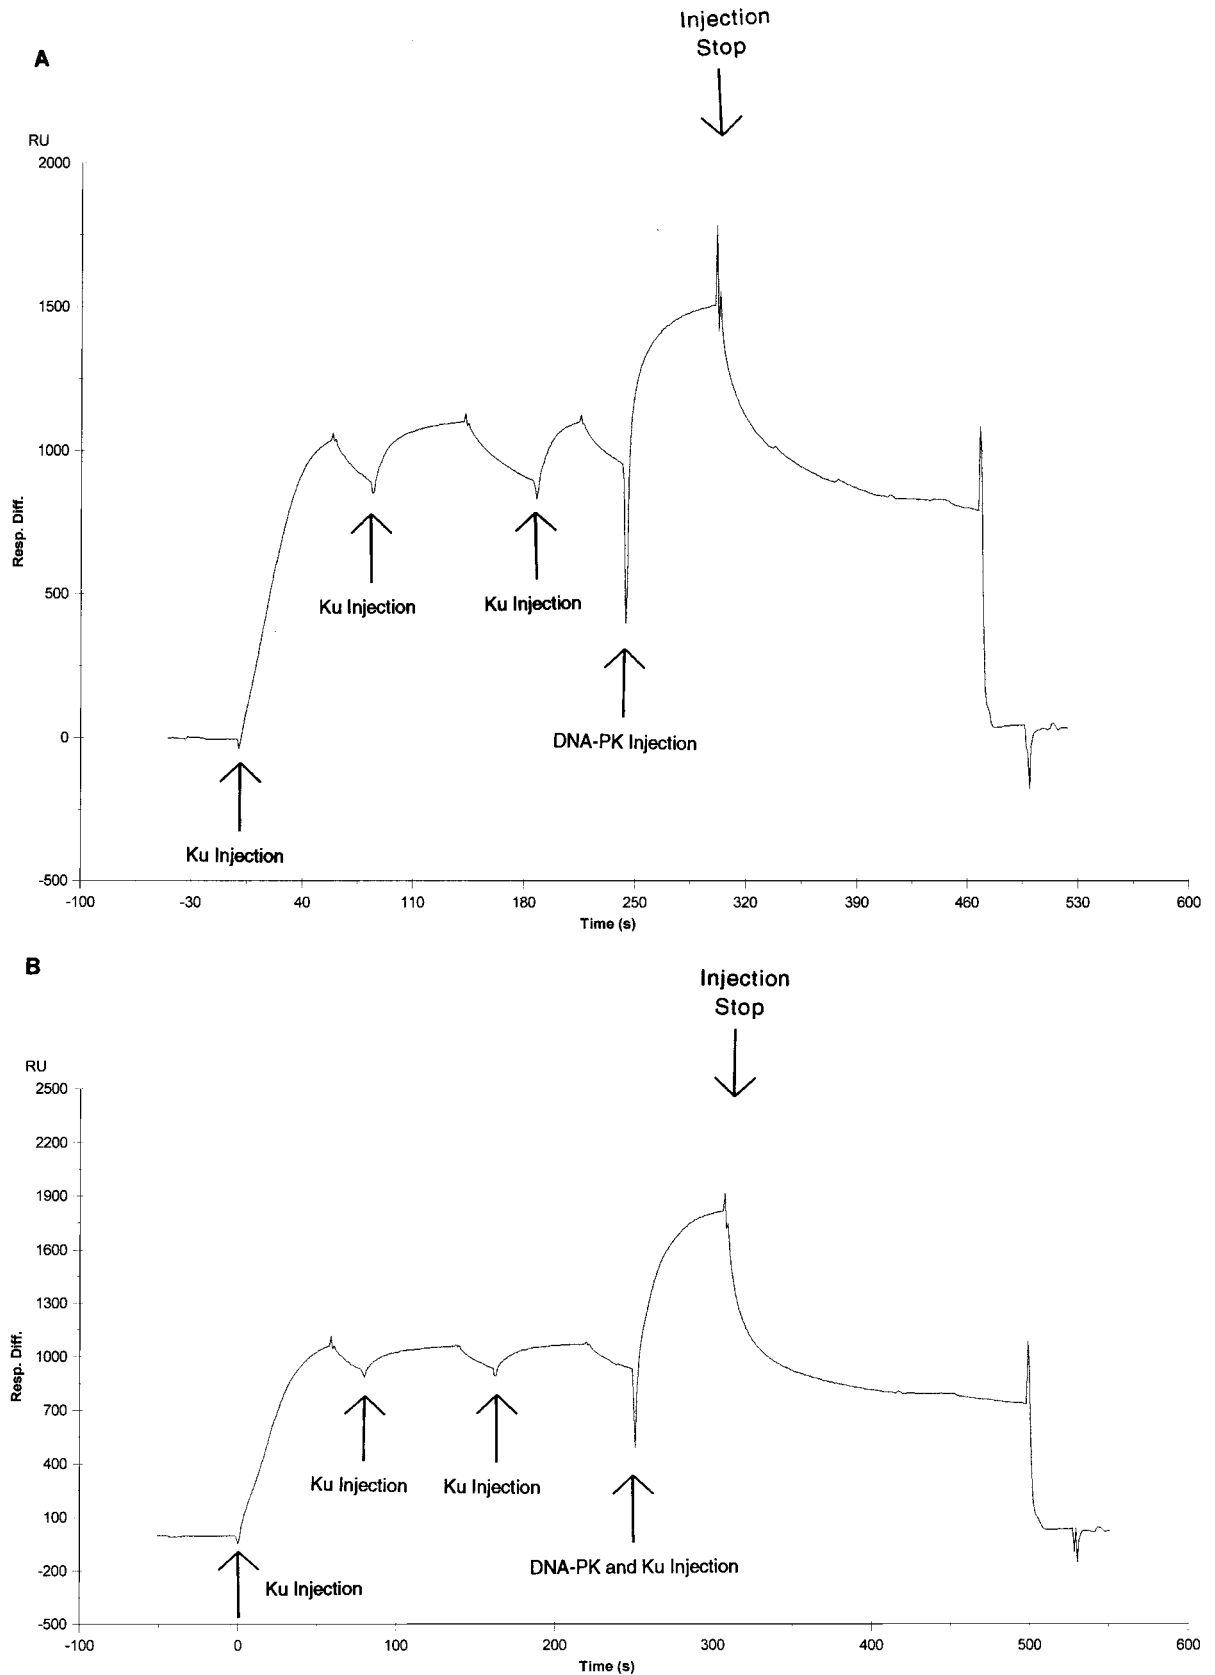 A
Injection
Stop
RU
2000
1500
1000
500
0
-500
Resp. Diff.
Ku Injection
Ku Injection
Ku Injection
DNA-PK Injection
-100 -30 40 110 180 250 320 390 460 530 600
Time (s)
B
Injection
Stop
RU
2500
2200
1900
1600
1300
1000
700
400
100
-200
-500
Resp. Diff.
Ku Injection
Ku Injection
DNA-PK and Ku Injection
Ku Injection
-100 0 100 200 300 400 500 600
Time (s)